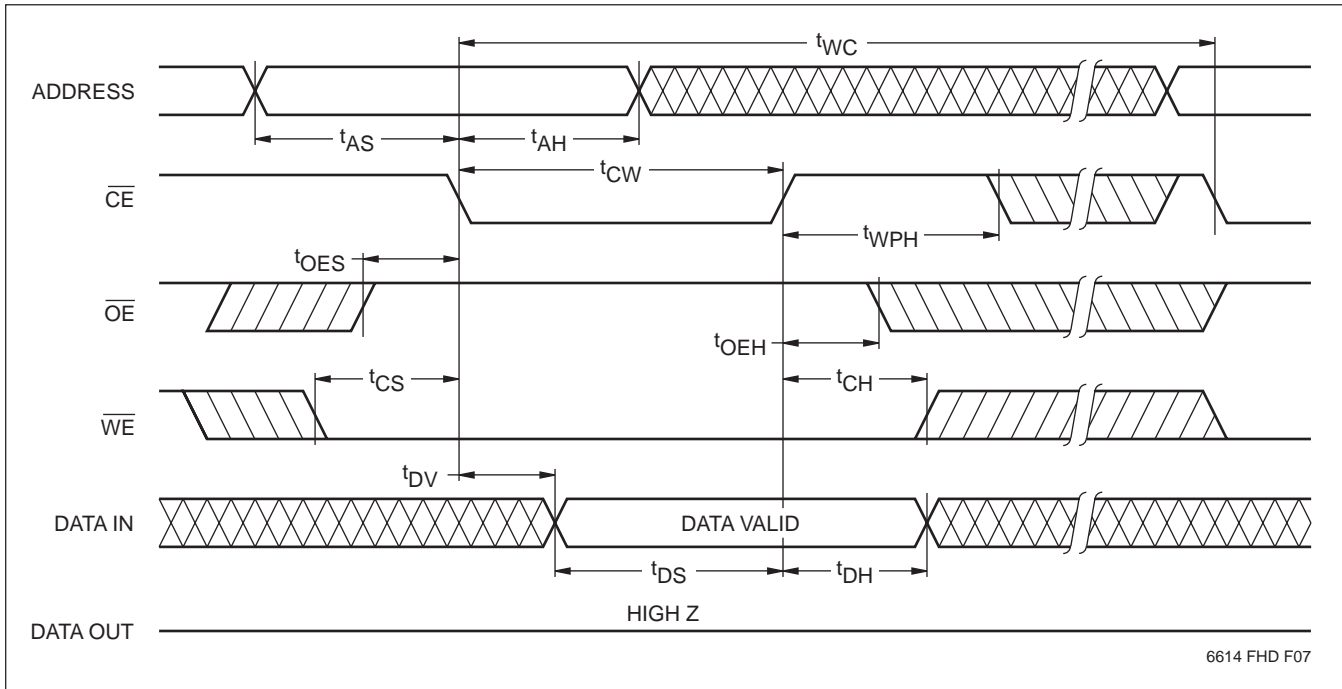 tWC
ADDRESS
tAS
tAH
tCW
CE
tWPH
tOES
OE
tOEH
tCS
tCH
WE
tDV
DATA IN
DATA VALID
tDS
tDH
HIGH Z
DATA OUT
6614 FHD F07